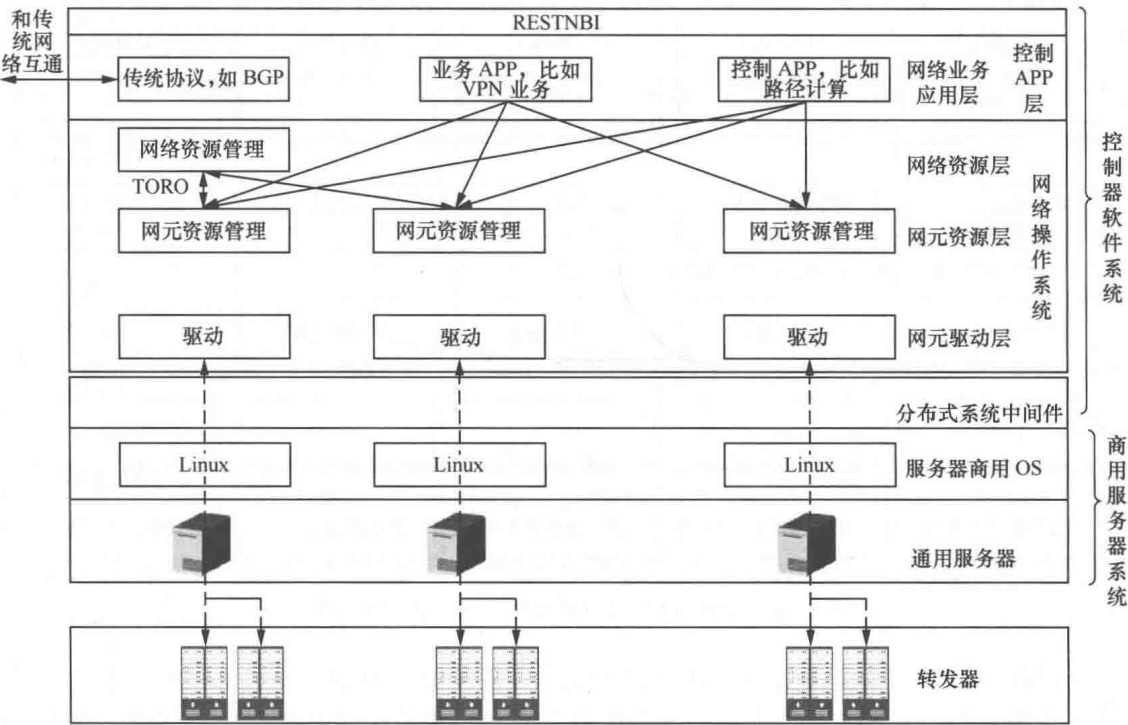 和传
统网
络互通
RESTNBI
传统协议,如 BGP
业务 APP，比如
VPN 业务
控制 APP，比如
路径计算
网络业务
应用层
控制
APP
层
网络资源管理
网络资源层
TORO
网元资源管理
网元资源管理
网元资源管理
网元资源层
驱动
驱动
驱动
网元驱动层
网络操作系统
控制器软件系统
分布式系统中间件
Linux
Linux
Linux
服务器商用 OS
通用服务器
商用服务器系统
转发器